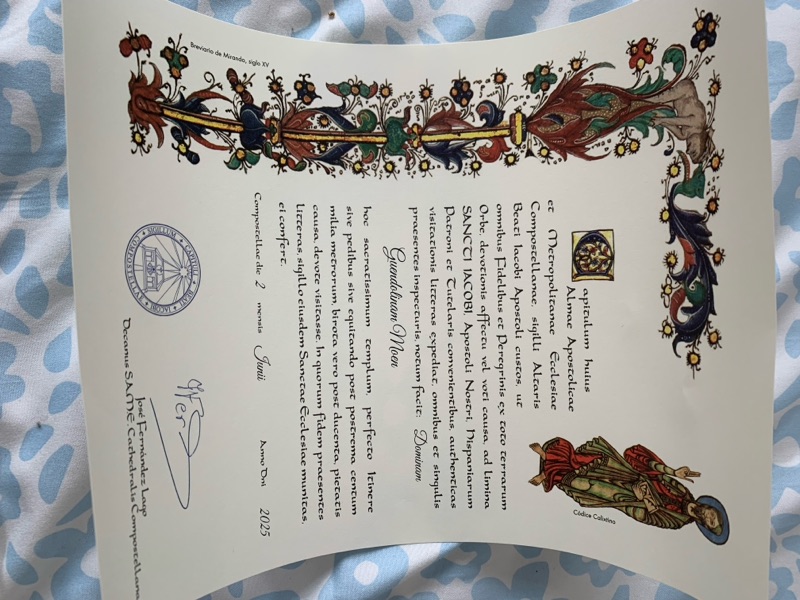 Breviario de Miranda, siglo XV
Capitulum huius
Almae Apostolicae
et Metropolitanae Ecclesiae
Compostellanae, sigilli Altaris
Beati Iacobi Apostoli custos, ut
omnibus Fidelibus et Peregrinis ex toto terrarum
Orbe, devotionis affectu vel voti causa, ad limina
SANCTI IACOBI, Apostoli Nostri, Hispaniarum
Patroni et Tutelaris convenientibus, authenticas
visitationis litteras expediat, omnibus et singulis
praesentes inspecturis, notum facit: Dominam
Guendolinam Moen
hoc sacratissimum templum, perfecto Itinere
sive pedibus sive equitando post postrema centum
milia metrorum, birota vero post ducenta, pietatis
causa, devote visitasse. In quorum fidem praesentes
litteras, sigillo eiusdem Sanctae Ecclesiae munitas,
ei confert.
Compostellae die 2 mensis Junii Anno Dni 2025
Códice Calixtino
José Fernández Lago
Decanus S.A.M.E. Cathedralis Compostellanae